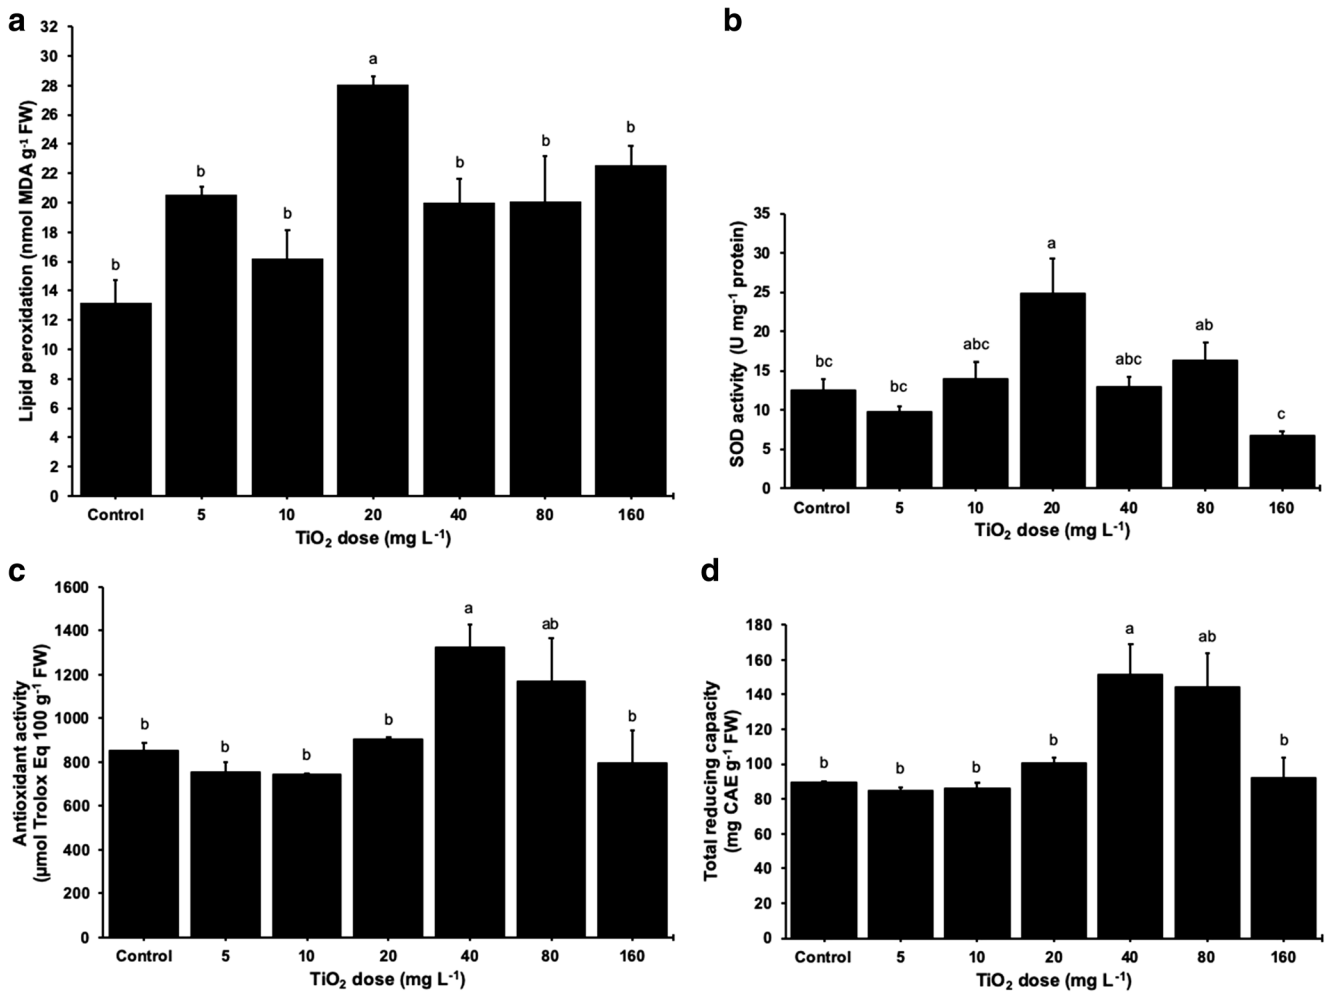 a
Lipid peroxidation (nmol MDA g⁻¹ FW)
32
30
28
26
24
22
20
18
16
14
12
10
8
6
4
2
0
b
b
b
a
b
b
b
Control 5 10 20 40 80 160
TiO₂ dose (mg L⁻¹)
b
SOD activity (U mg⁻¹ protein)
35
30
25
20
15
10
5
0
bc
bc
abc
a
abc
ab
c
Control 5 10 20 40 80 160
TiO₂ dose (mg L⁻¹)
c
Antioxidant activity
(µmol Trolox Eq 100 g⁻¹ FW)
1600
1400
1200
1000
800
600
400
200
0
b
b
b
b
a
ab
b
Control 5 10 20 40 80 160
TiO₂ dose (mg L⁻¹)
d
Total reducing capacity
(mg CAE g⁻¹ FW)
180
160
140
120
100
80
60
40
20
0
b
b
b
b
a
ab
b
Control 5 10 20 40 80 160
TiO₂ dose (mg L⁻¹)